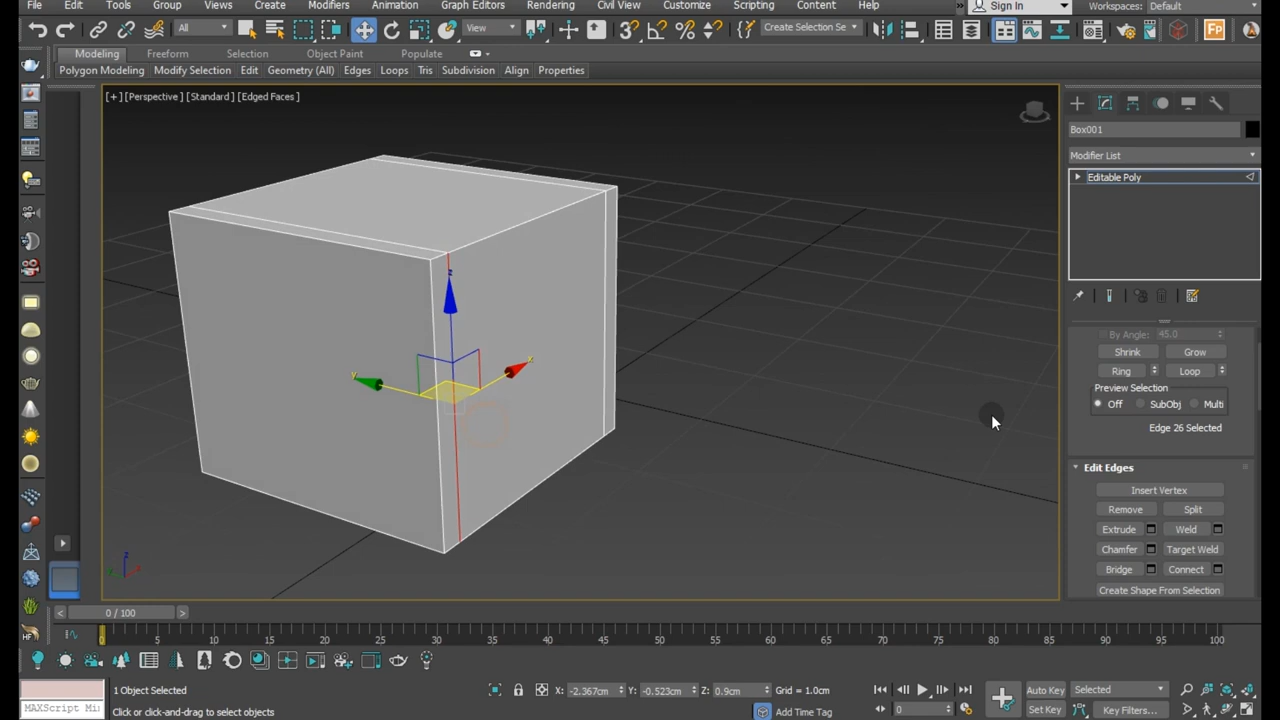 File Edit Tools Group Views Create Modifiers Animation Graph Editors Rendering Civil View Customize Scripting Content Help » Sign In Workspaces: Default
All View Create Selection Se Fp
Modeling Freeform Selection Object Paint Populate
Polygon Modeling Modify Selection Edit Geometry (All) Edges Loops Tris Subdivision Align Properties
[+] [Perspective ] [Standard ] [Edged Faces ]
Box001
Modifier List
Editable Poly
By Angle: 45.0
Shrink Grow
Ring Loop
Preview Selection
Off SubObj Multi
Edge 26 Selected
Edit Edges
Insert Vertex
Remove Split
Extrude Weld
Chamfer Target Weld
Bridge Connect
Create Shape From Selection
z
x
y
z
< 0 / 100 >
0 5 10 15 20 25 30 35 40 45 50 55 60 65 70 75 80 85 90 95 100
1 Object Selected X: -2.367cm Y: -0.523cm Z: 0.9cm Grid = 1.0cm Auto Key Selected
MAXScript Mi Click or click-and-drag to select objects Add Time Tag 0 Set Key Key Filters...